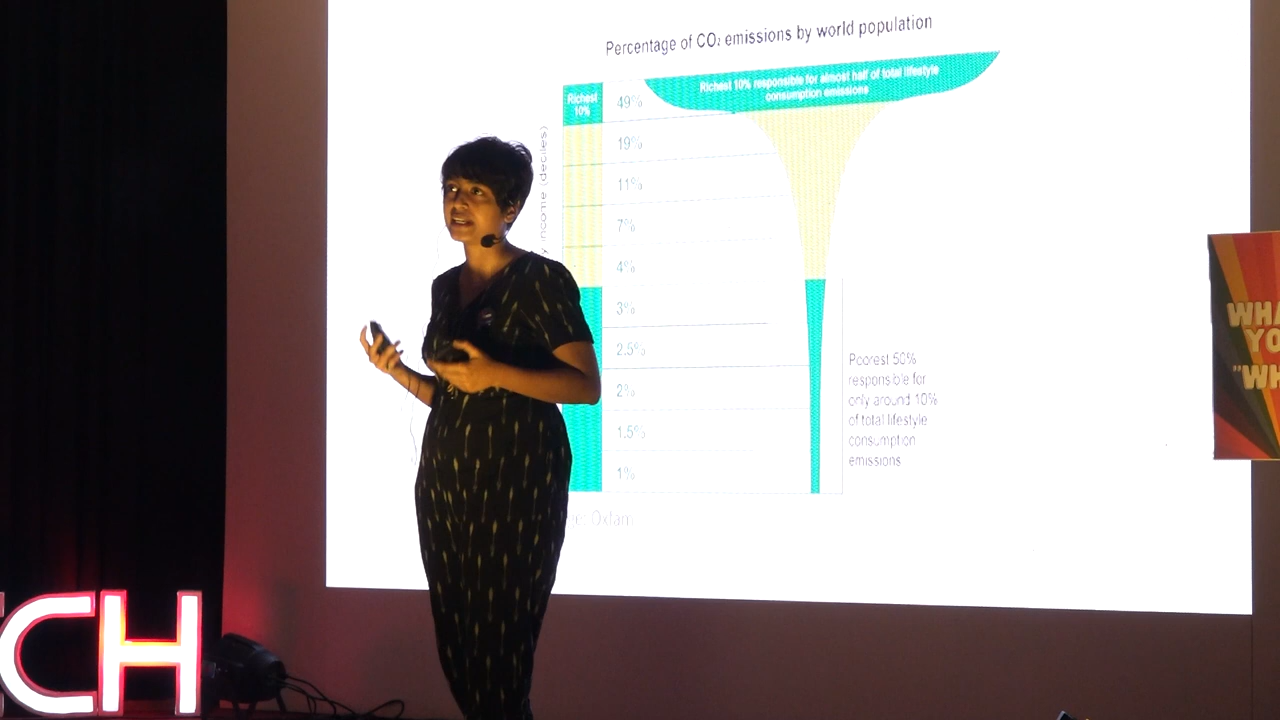 Percentage of CO₂ emissions by world population
Richest 10% responsible for almost half of total lifestyle
consumption emissions
Richest
10%
49%
19%
11%
7%
4%
3%
2.5%
2%
1.5%
1%
income (deciles)
Poorest 50%
responsible for
only around 10%
of total lifestyle
consumption
emissions
Oxfam
CH